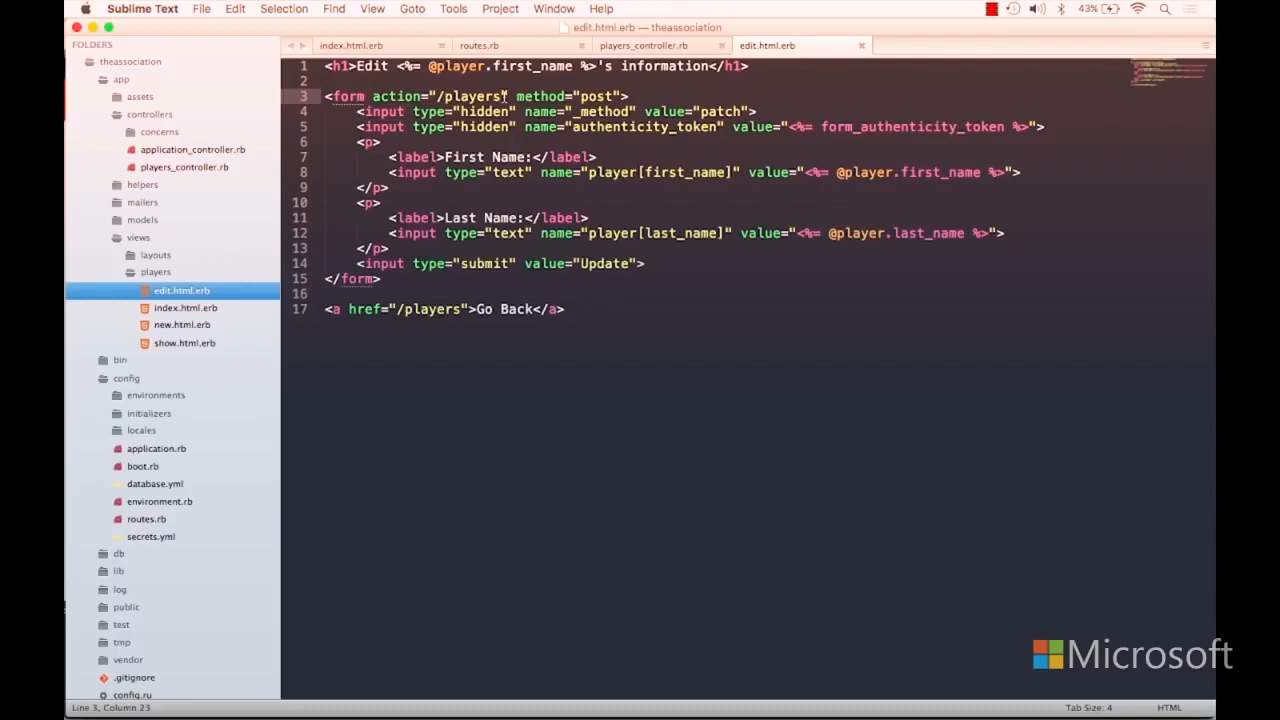 Sublime Text File Edit Selection Find View Goto Tools Project Window Help 43%
edit.html.erb — theassociation
FOLDERS
theassociation
app
assets
controllers
concerns
application_controller.rb
players_controller.rb
helpers
mailers
models
views
layouts
players
edit.html.erb
index.html.erb
new.html.erb
show.html.erb
bin
config
environments
initializers
locales
application.rb
boot.rb
database.yml
environment.rb
routes.rb
secrets.yml
db
lib
log
public
test
tmp
vendor
.gitignore
config.ru
index.html.erb routes.rb players_controller.rb edit.html.erb
1 <h1>Edit <%= @player.first_name %>'s information</h1>
2
3 <form action="/players" method="post">
4 <input type="hidden" name="_method" value="patch">
5 <input type="hidden" name="authenticity_token" value="<%= form_authenticity_token %>">
6 <p>
7 <label>First Name:</label>
8 <input type="text" name="player[first_name]" value="<%= @player.first_name %>">
9 </p>
10 <p>
11 <label>Last Name:</label>
12 <input type="text" name="player[last_name]" value="<%= @player.last_name %>">
13 </p>
14 <input type="submit" value="Update">
15 </form>
16
17 <a href="/players">Go Back</a>
Microsoft
Line 3, Column 23 Tab Size: 4 HTML